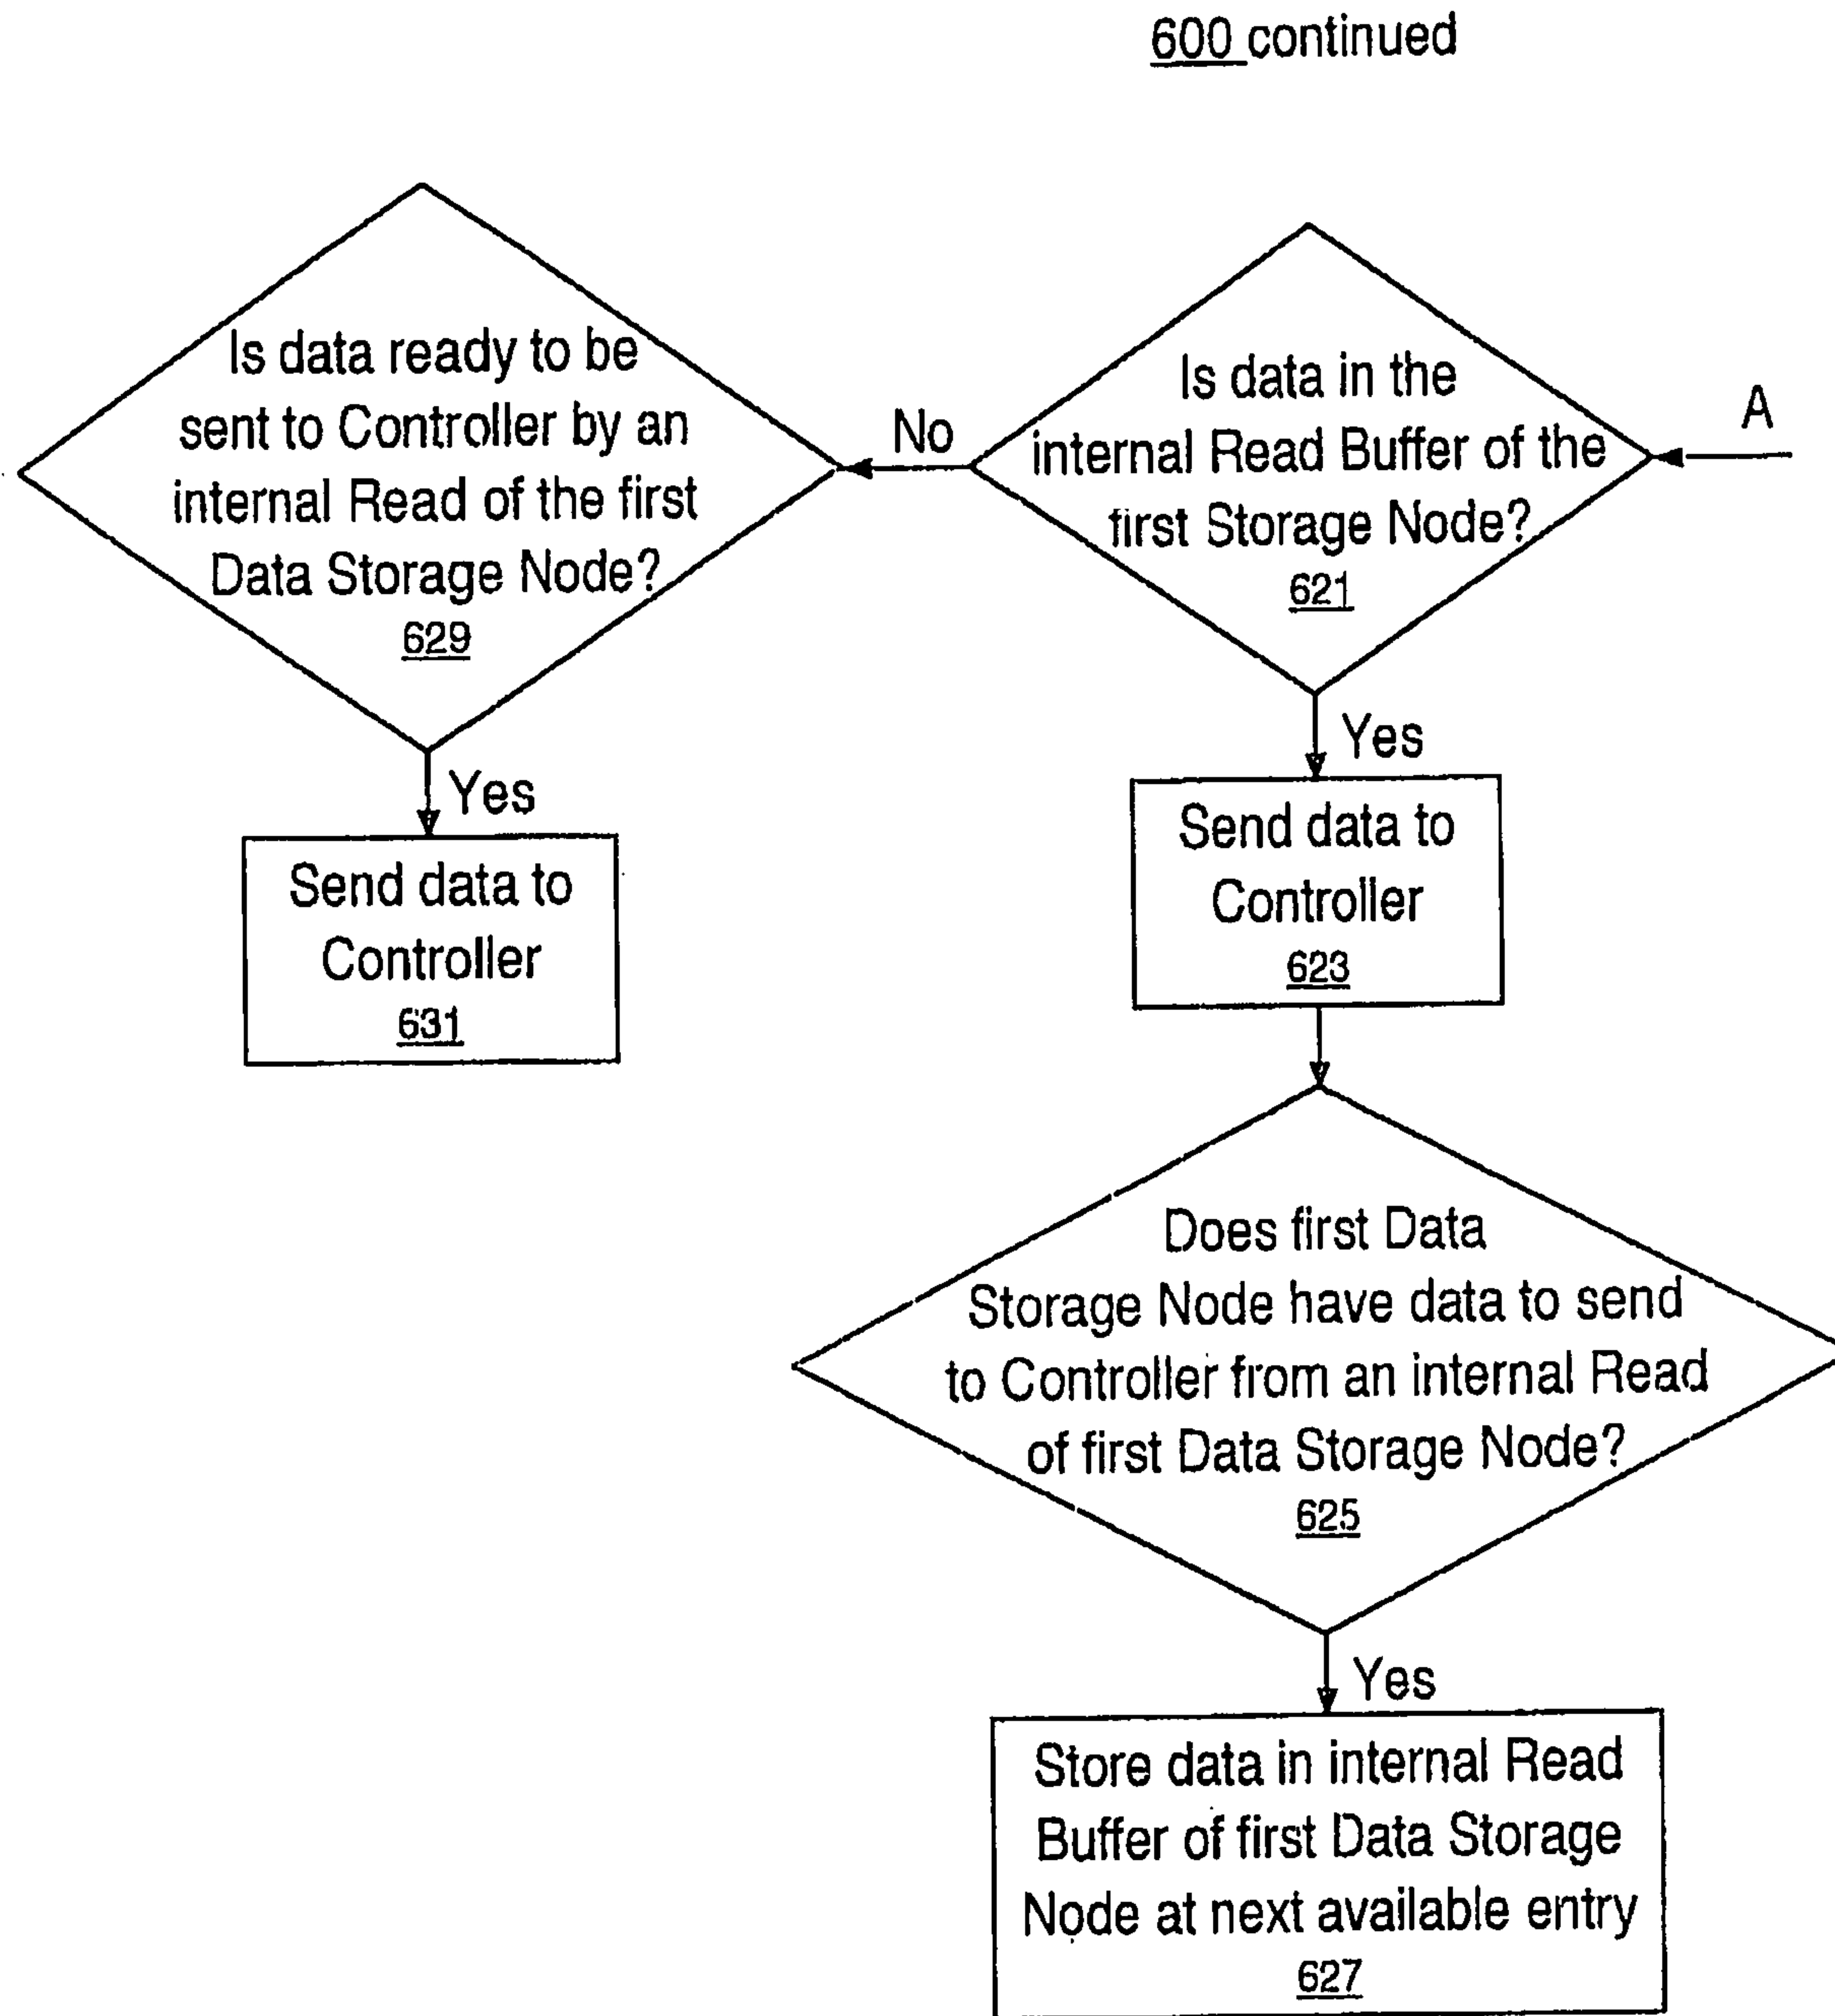 600 continued
Is data ready to be
sent to Controller by an
internal Read of the first
Data Storage Node?
629
No
Is data in the
internal Read Buffer of the
first Storage Node?
621
A
Yes
Send data to
Controller
631
Yes
Send data to
Controller
623
Does first Data
Storage Node have data to send
to Controller from an internal Read
of first Data Storage Node?
625
Yes
Store data in internal Read
Buffer of first Data Storage
Node at next available entry
627